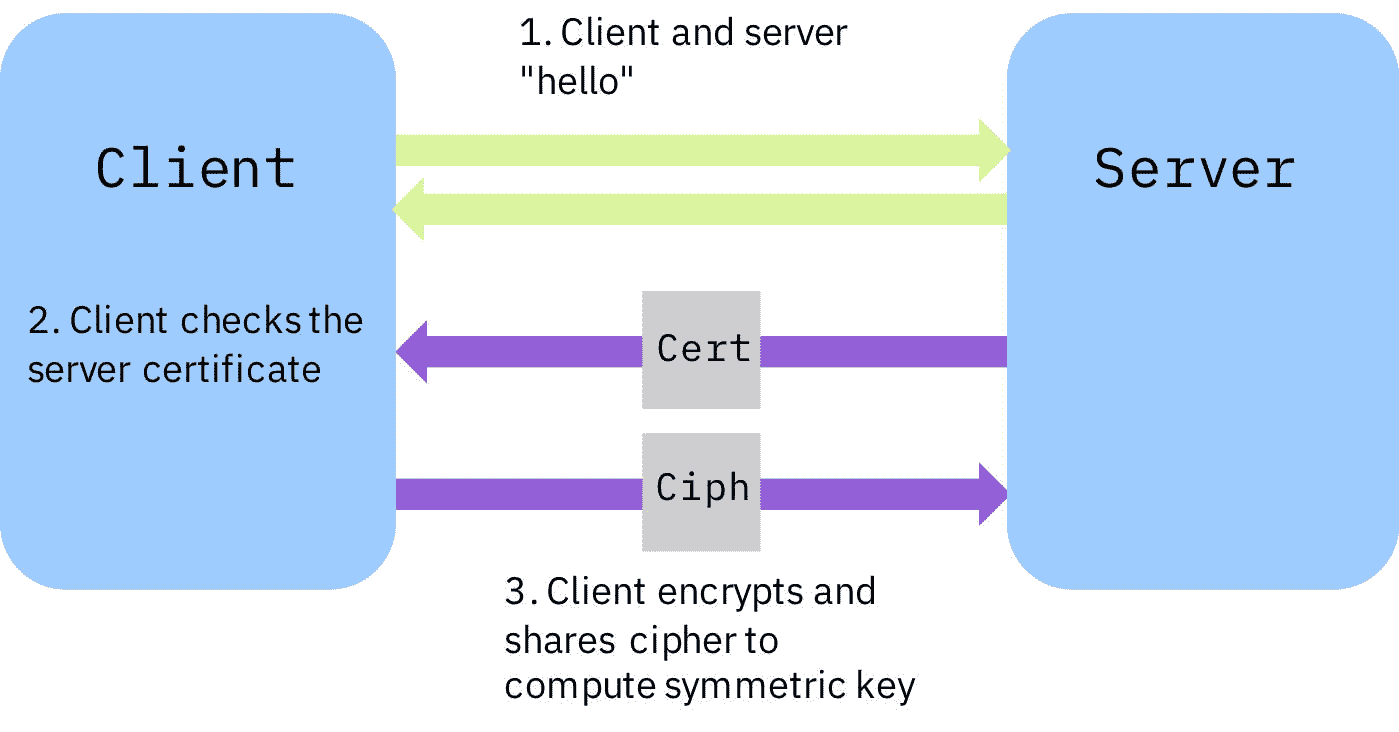 1. Client and server
"hello"
Client
Server
2. Client checks the
server certificate
Cert
Ciph
3. Client encrypts and
shares cipher to
compute symmetric key